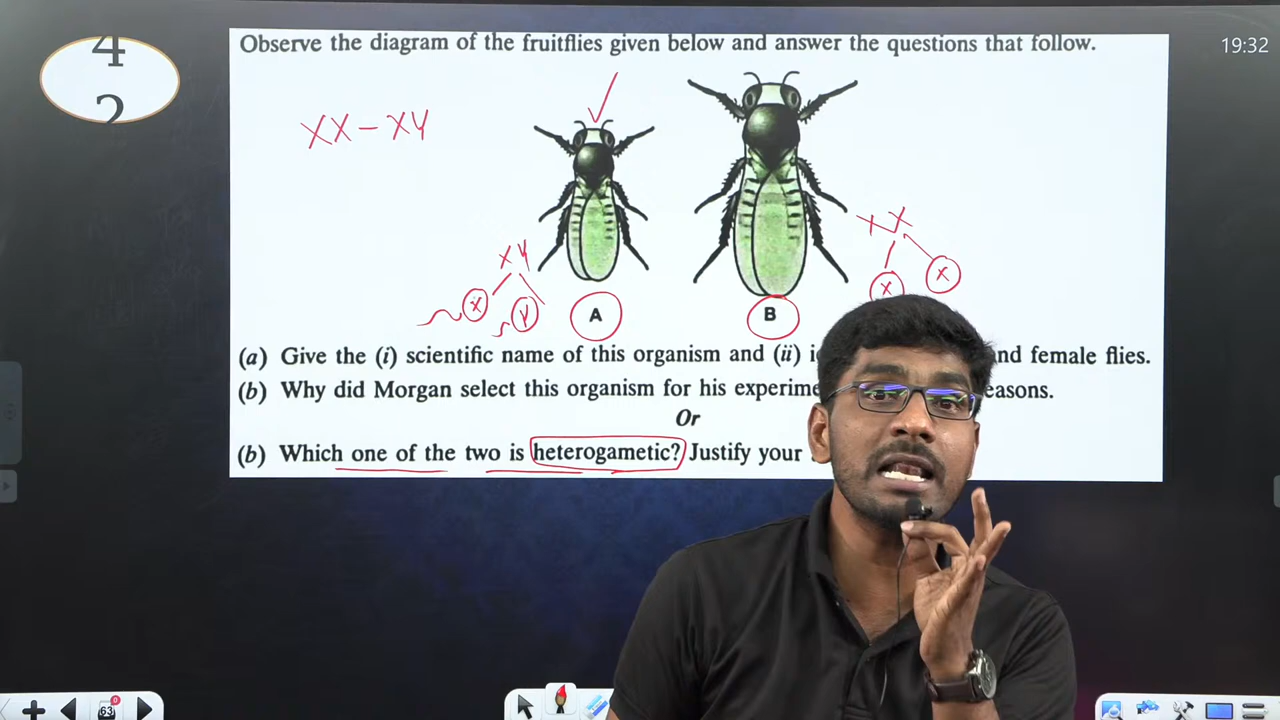 4
2
19:32
Observe the diagram of the fruitflies given below and answer the questions that follow.
XX – XY
X X
XY
X
Y
X
X
A
B
(a) Give the (i) scientific name of this organism and (ii) nd female flies.
(b) Why did Morgan select this organism for his experime easons.
Or
(b) Which one of the two is heterogametic? Justify your
63
0